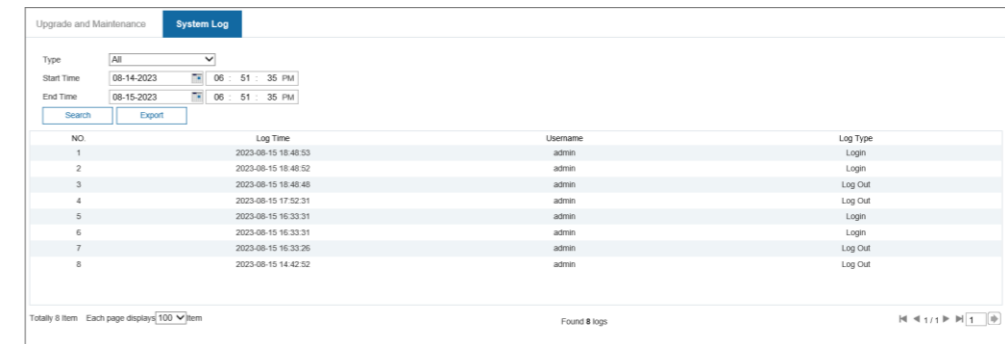 Upgrade and Maintenance System Log
Type All
Start Time 08-14-2023 06 : 51 : 35 PM
End Time 08-15-2023 06 : 51 : 35 PM
Search Export
NO. Log Time Username Log Type
1 2023-08-15 18:48:53 admin Login
2 2023-08-15 18:48:52 admin Login
3 2023-08-15 18:48:48 admin Log Out
4 2023-08-15 17:52:31 admin Log Out
5 2023-08-15 16:33:31 admin Login
6 2023-08-15 16:33:31 admin Login
7 2023-08-15 16:33:26 admin Log Out
8 2023-08-15 14:42:52 admin Log Out
Totally 8 Item Each page displays 100 Item Found 8 logs 1 / 1 1